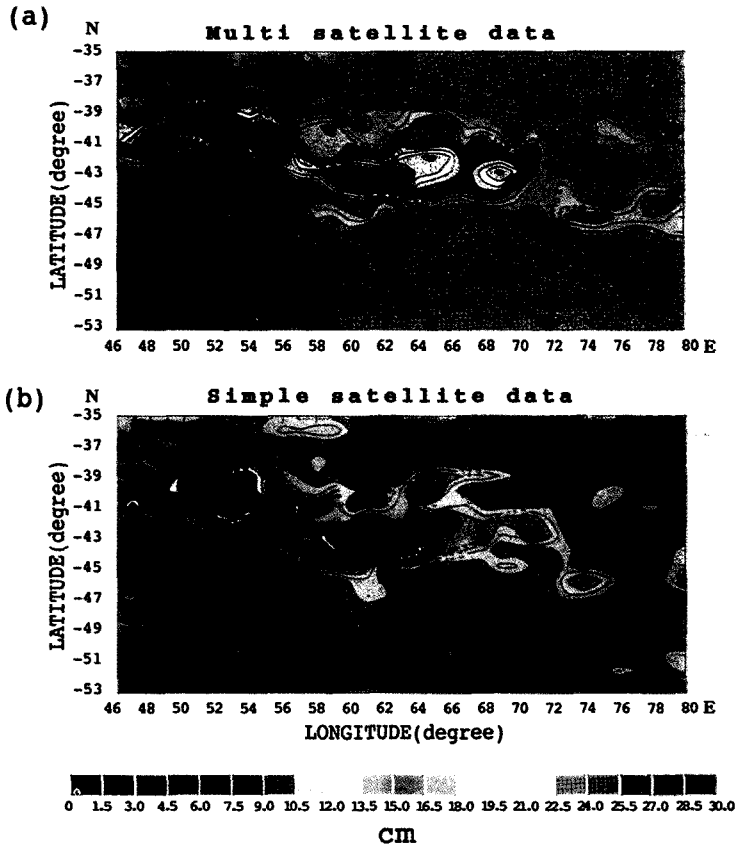 (a)
N
Multi satellite data
LATITUDE(degree)
-35
-37
-39
-41
-43
-45
-47
-49
-51
-53
46 48 50 52 54 56 58 60 62 64 66 68 70 72 74 76 78 80 E
(b)
N
Simple satellite data
LATITUDE(degree)
-35
-37
-39
-41
-43
-45
-47
-49
-51
-53
46 48 50 52 54 56 58 60 62 64 66 68 70 72 74 76 78 80 E
LONGITUDE(degree)
0 1.5 3.0 4.5 6.0 7.5 9.0 10.5 12.0 13.5 15.0 16.5 18.0 19.5 21.0 22.5 24.0 25.5 27.0 28.5 30.0
cm